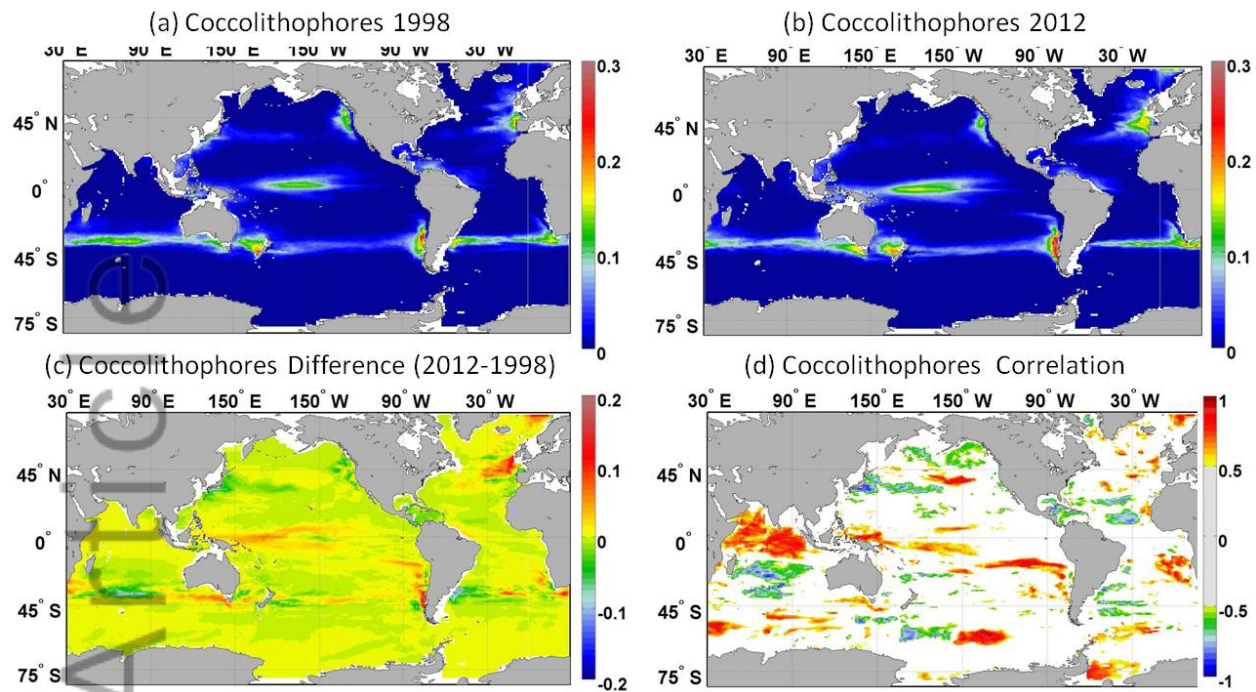 (a) Coccolithophores 1998
30 E 90 E 150 E 150 W 90 W 30 W
45° N
0°
45° S
75° S
0.3
0.2
0.1
0
(b) Coccolithophores 2012
30° E 90° E 150° E 150° W 90° W 30° W
45° N
0°
45° S
75° S
0.3
0.2
0.1
0
(c) Coccolithophores Difference (2012-1998)
30° E 90° E 150° E 150° W 90° W 30° W
45° N
0°
45° S
75° S
0.2
0.1
0
-0.1
-0.2
(d) Coccolithophores Correlation
30° E 90° E 150° E 150° W 90° W 30° W
45° N
0°
45° S
75° S
1
0.5
0
-0.5
-1
Article